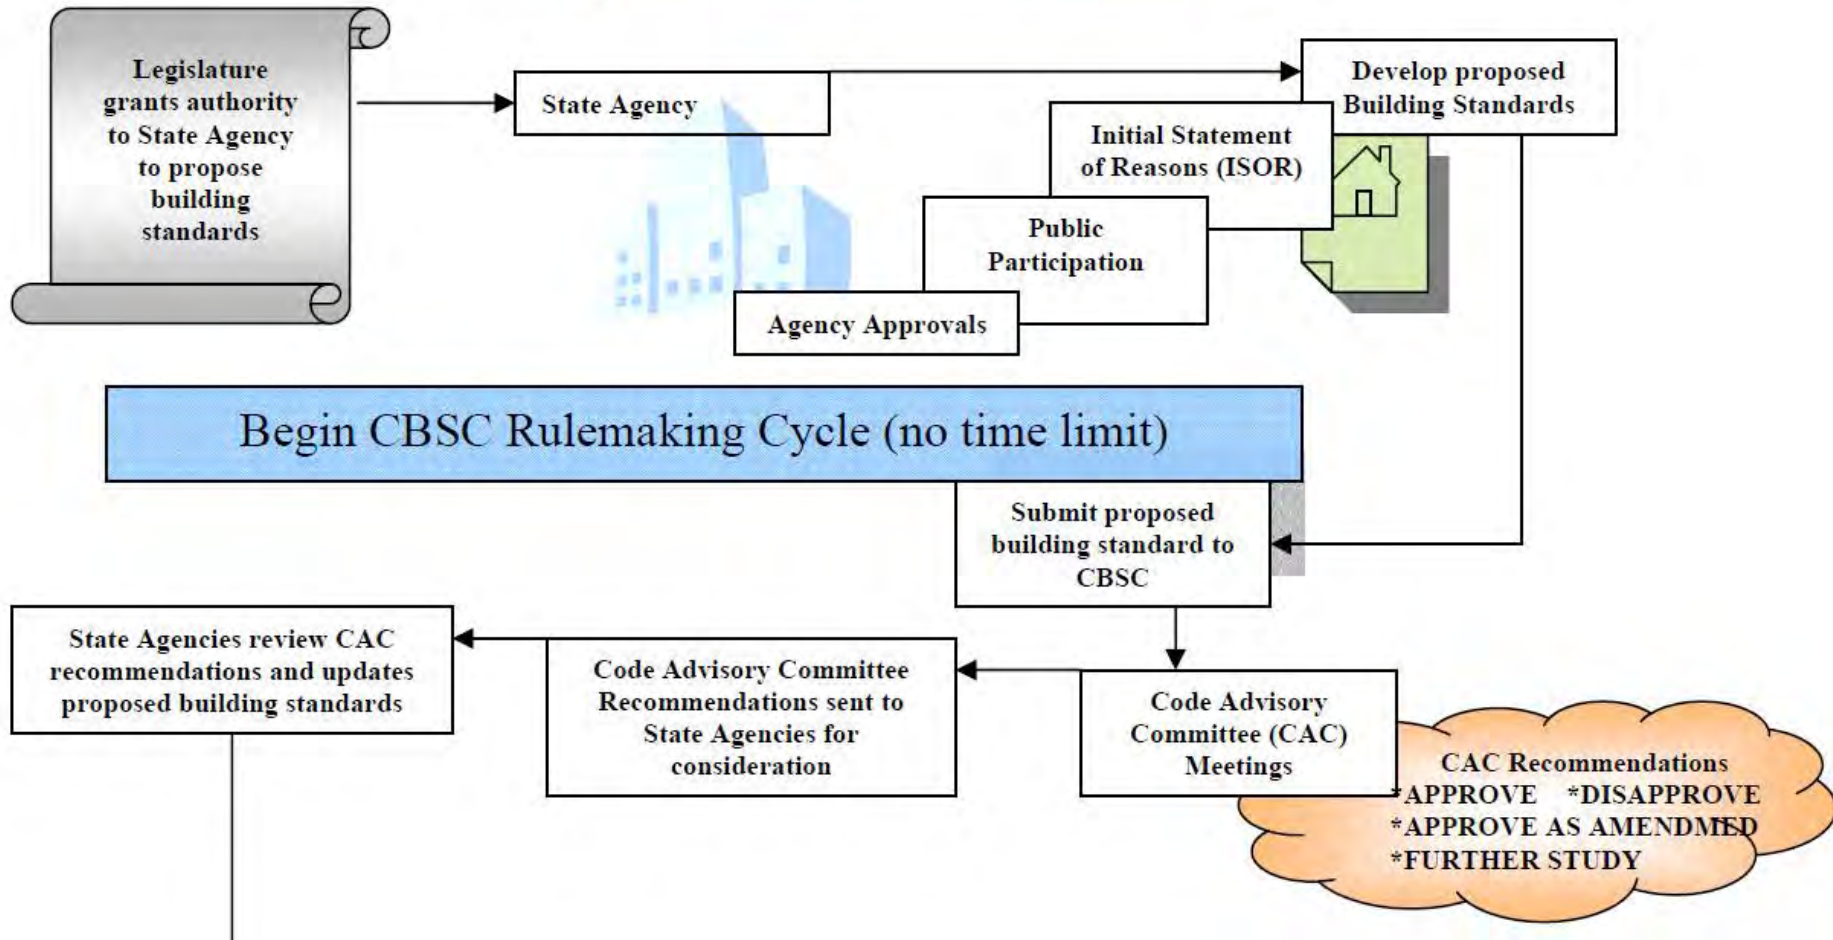 Legislature
grants authority
to State Agency
to propose
building
standards
State Agency
Develop proposed
Building Standards
Initial Statement
of Reasons (ISOR)
Public
Participation
Agency Approvals
Begin CBSC Rulemaking Cycle (no time limit)
Submit proposed
building standard to
CBSC
Code Advisory
Committee (CAC)
Meetings
CAC Recommendations
*APPROVE *DISAPPROVE
*APPROVE AS AMENDMED
*FURTHER STUDY
Code Advisory Committee
Recommendations sent to
State Agencies for
consideration
State Agencies review CAC
recommendations and updates
proposed building standards